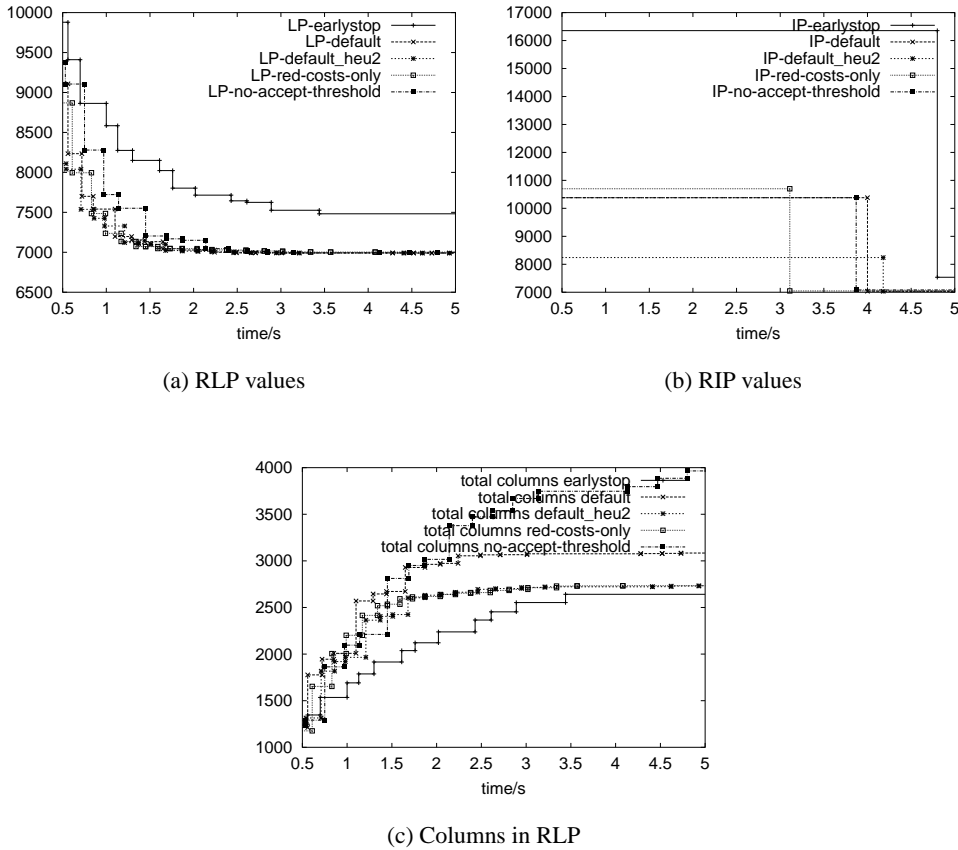 10000
9500
9000
8500
8000
7500
7000
6500
0.5 1 1.5 2 2.5 3 3.5 4 4.5 5
time/s
LP-earlystop
LP-default
LP-default_heu2
LP-red-costs-only
LP-no-accept-threshold
(a) RLP values
17000
16000
15000
14000
13000
12000
11000
10000
9000
8000
7000
0.5 1 1.5 2 2.5 3 3.5 4 4.5 5
time/s
IP-earlystop
IP-default
IP-default_heu2
IP-red-costs-only
IP-no-accept-threshold
(b) RIP values
4000
3500
3000
2500
2000
1500
1000
0.5 1 1.5 2 2.5 3 3.5 4 4.5 5
time/s
total columns earlystop
total columns default
total columns default_heu2
total columns red-costs-only
total columns no-accept-threshold
(c) Columns in RLP